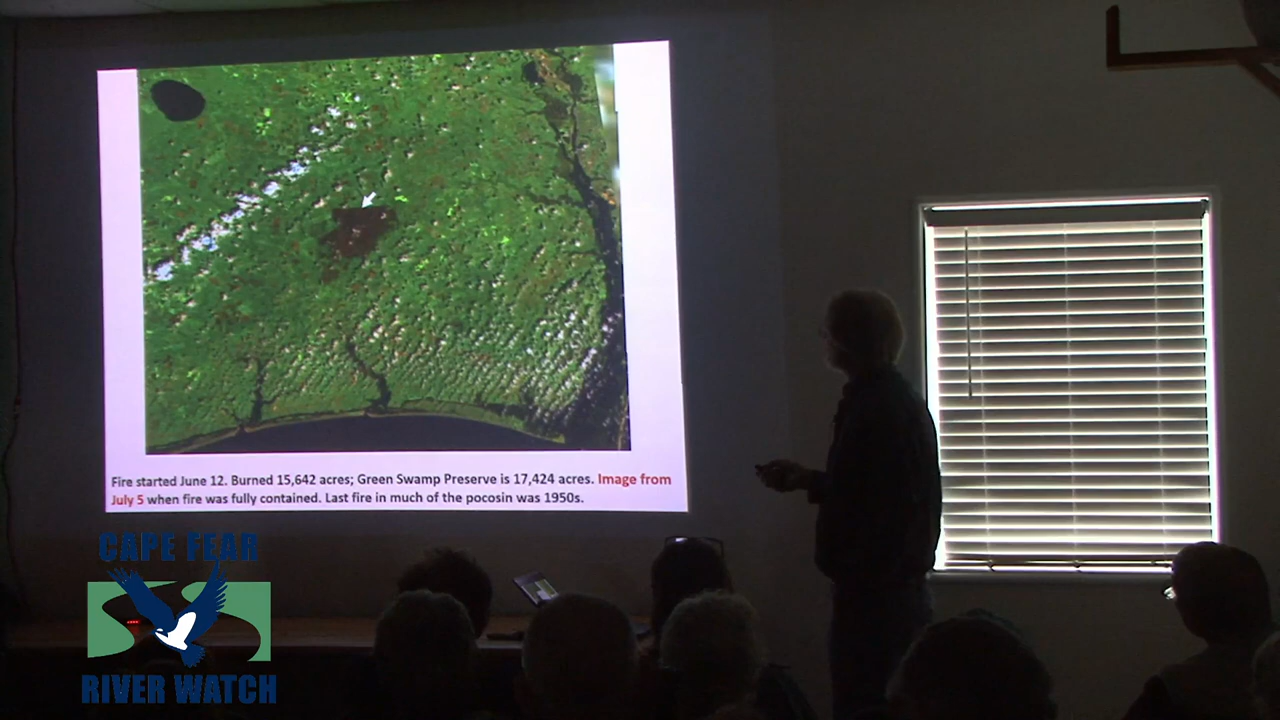 Fire started June 12. Burned 15,642 acres; Green Swamp Preserve is 17,424 acres. Image from
July 5 when fire was fully contained. Last fire in much of the pocosin was 1950s.
CAPE FEAR
RIVER WATCH